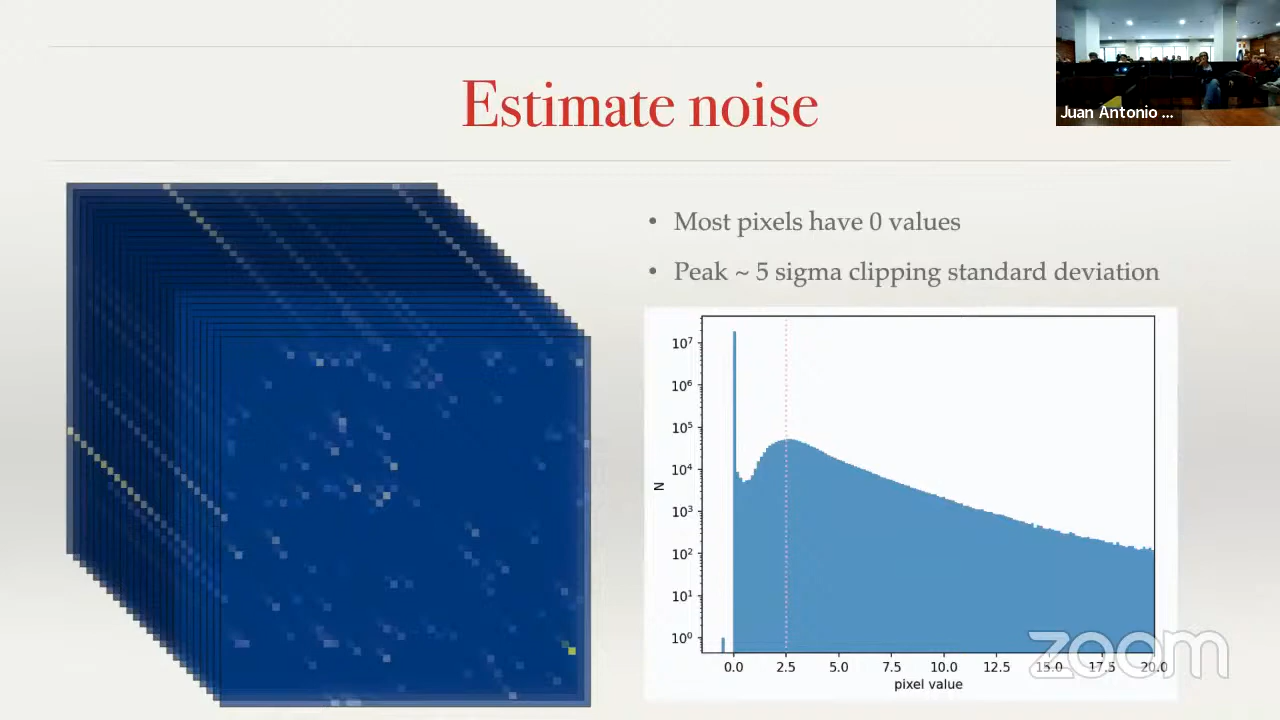 Estimate noise
Juan Antonio ...
• Most pixels have 0 values
• Peak ~ 5 sigma clipping standard deviation
10⁷
10⁶
10⁵
10⁴
10³
10²
10¹
10⁰
N
0.0 2.5 5.0 7.5 10.0 12.5 15.0 17.5 20.0
pixel value
zoom